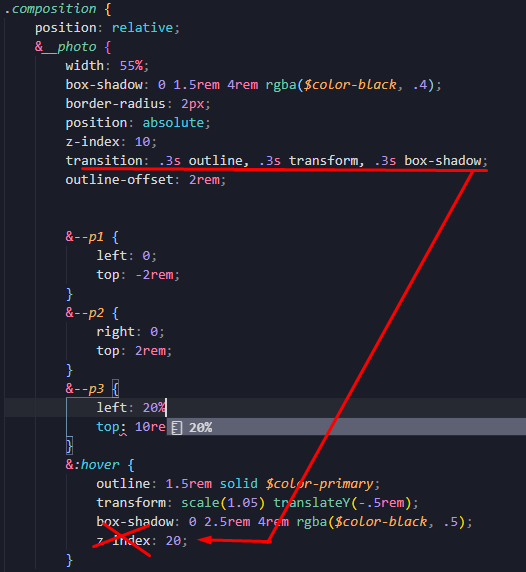 .composition {
position: relative;
&__photo {
width: 55%;
box-shadow: 0 1.5rem 4rem rgba($color-black, .4);
border-radius: 2px;
position: absolute;
z-index: 10;
transition: .3s outline, .3s transform, .3s box-shadow;
outline-offset: 2rem;
&--p1 {
left: 0;
top: -2rem;
}
&--p2 {
right: 0;
top: 2rem;
}
&--p3 {
left: 20%
top: 10re
20%
}
&:hover {
outline: 1.5rem solid $color-primary;
transform: scale(1.05) translateY(-.5rem);
box-shadow: 0 2.5rem 4rem rgba($color-black, .5);
z-index: 20;
}